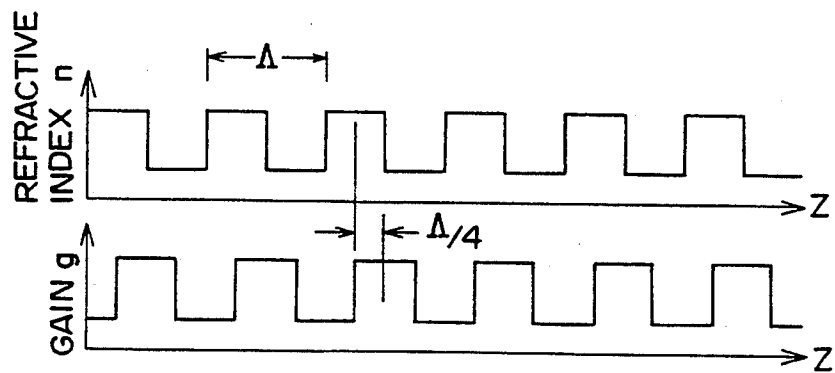 REFRACTIVE
INDEX n
Λ
Z
Λ/4
GAIN g
Z